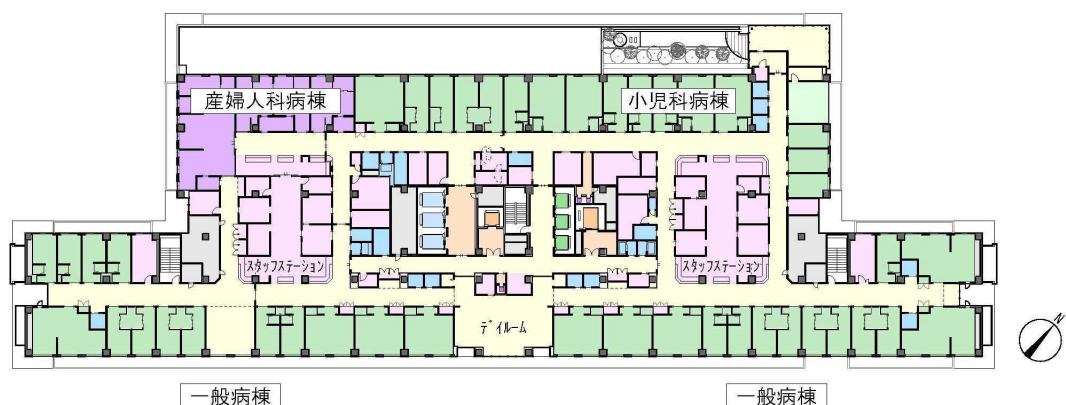 産婦人科病棟
小児科病棟
スタッフステーション
スタッフステーション
デイルーム
N
一般病棟
一般病棟